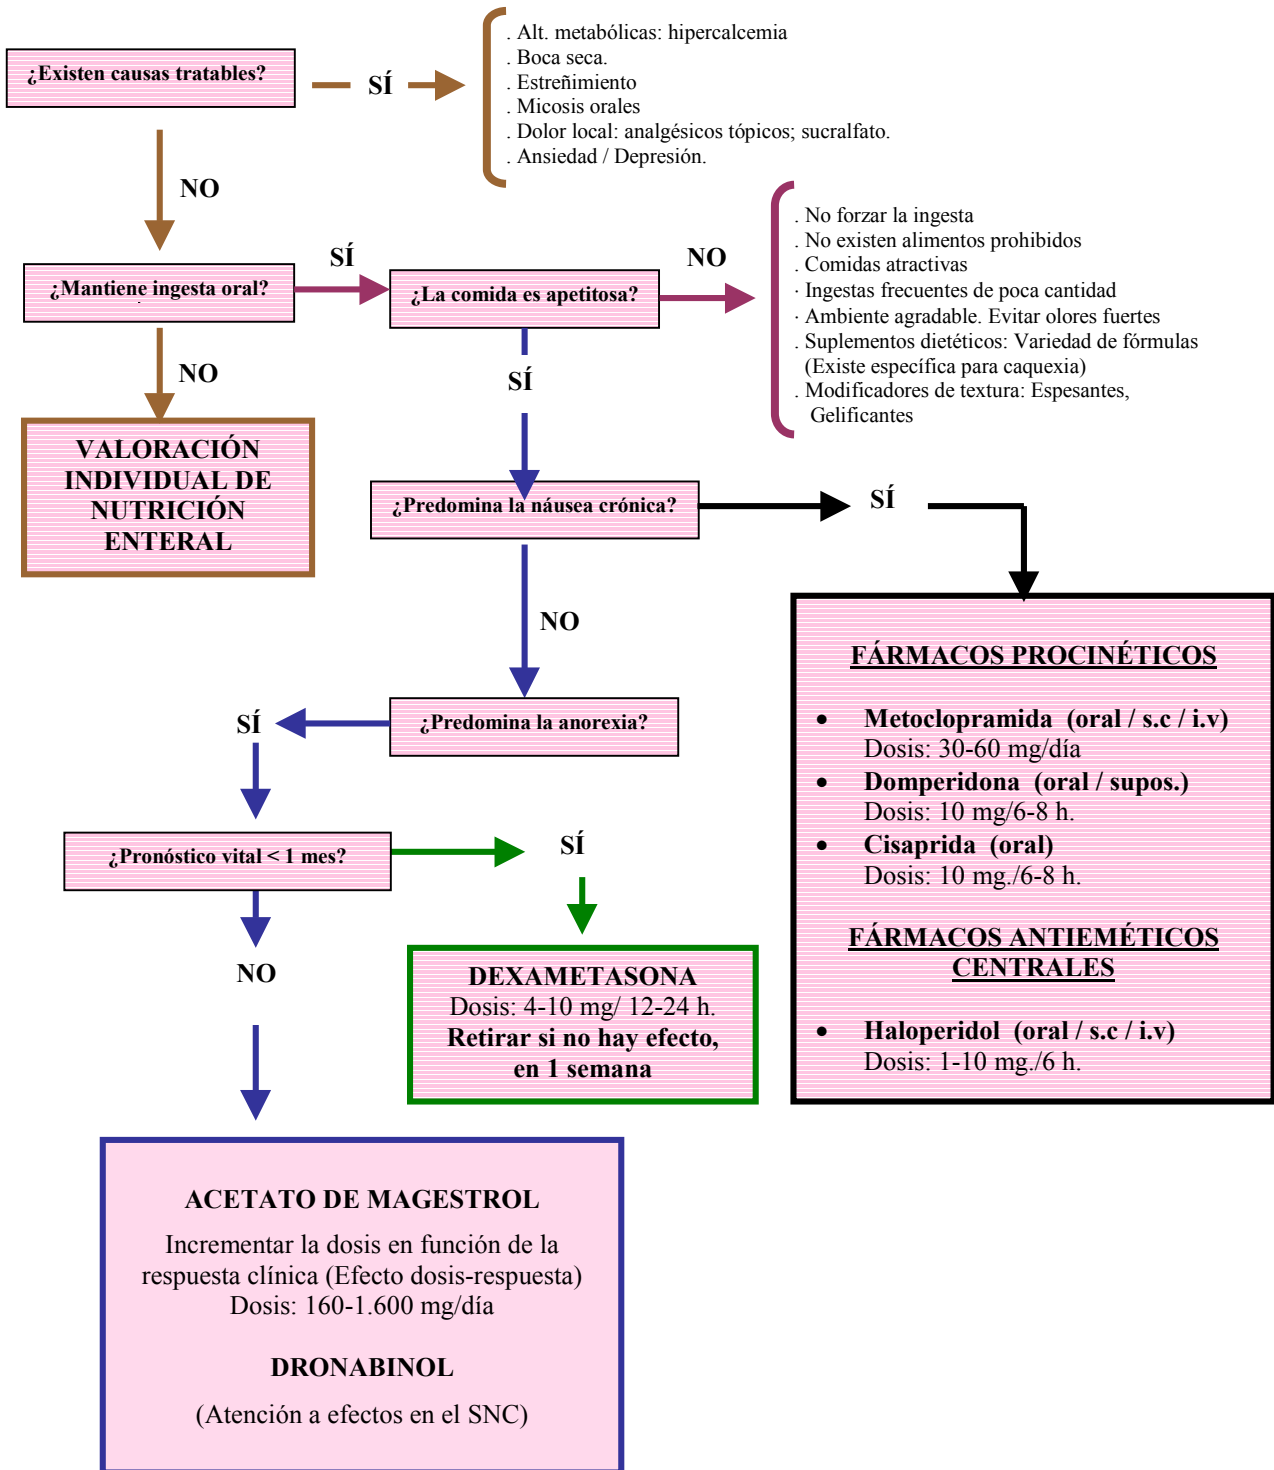 ¿Existen causas tratables?
SÍ
. Alt. metabólicas: hipercalcemia
. Boca seca.
. Estreñimiento
. Micosis orales
. Dolor local: analgésicos tópicos; sucralfato.
. Ansiedad / Depresión.
NO
¿Mantiene ingesta oral?
SÍ
¿La comida es apetitosa?
NO
. No forzar la ingesta
. No existen alimentos prohibidos
. Comidas atractivas
· Ingestas frecuentes de poca cantidad
· Ambiente agradable. Evitar olores fuertes
. Suplementos dietéticos: Variedad de fórmulas
(Existe específica para caquexia)
. Modificadores de textura: Espesantes,
Gelificantes
NO
SÍ
VALORACIÓN
INDIVIDUAL DE
NUTRICIÓN
ENTERAL
¿Predomina la náusea crónica?
SÍ
NO
FÁRMACOS PROCINÉTICOS
• Metoclopramida (oral / s.c / i.v)
Dosis: 30-60 mg/día
• Domperidona (oral / supos.)
Dosis: 10 mg/6-8 h.
• Cisaprida (oral)
Dosis: 10 mg./6-8 h.
FÁRMACOS ANTIEMÉTICOS
CENTRALES
• Haloperidol (oral / s.c / i.v)
Dosis: 1-10 mg./6 h.
¿Predomina la anorexia?
SÍ
¿Pronóstico vital < 1 mes?
SÍ
NO
DEXAMETASONA
Dosis: 4-10 mg/ 12-24 h.
Retirar si no hay efecto,
en 1 semana
ACETATO DE MAGESTROL
Incrementar la dosis en función de la
respuesta clínica (Efecto dosis-respuesta)
Dosis: 160-1.600 mg/día
DRONABINOL
(Atención a efectos en el SNC)